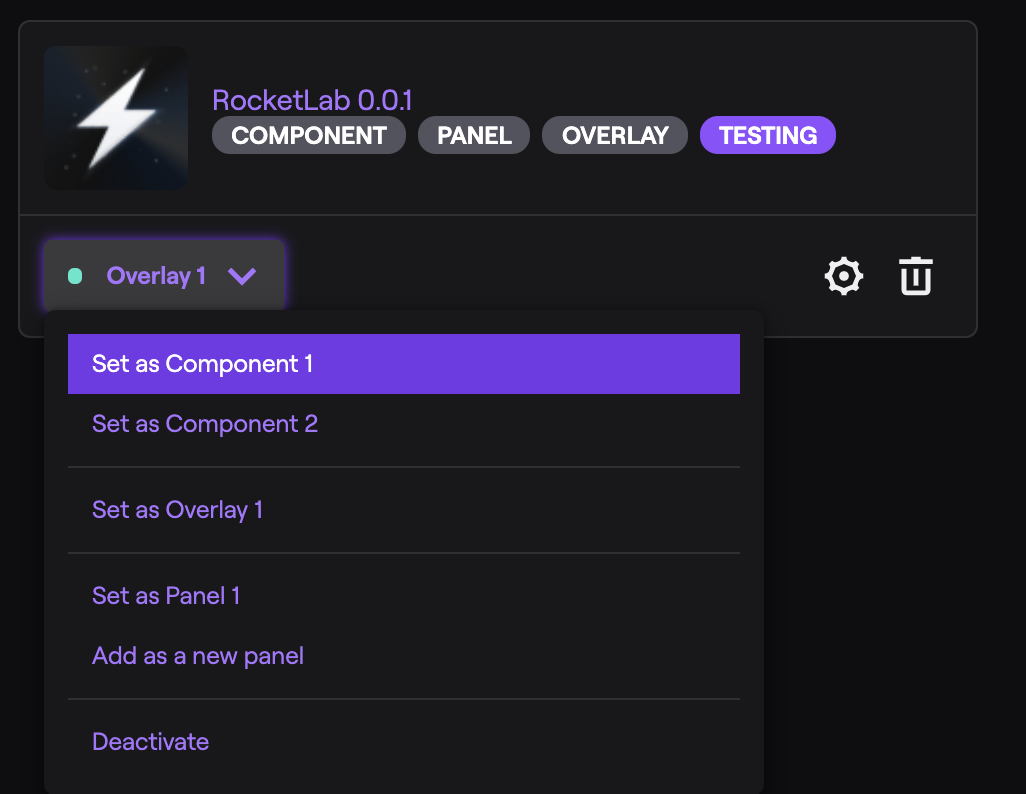 RocketLab 0.0.1
COMPONENT PANEL OVERLAY TESTING
Overlay 1
Set as Component 1
Set as Component 2
Set as Overlay 1
Set as Panel 1
Add as a new panel
Deactivate